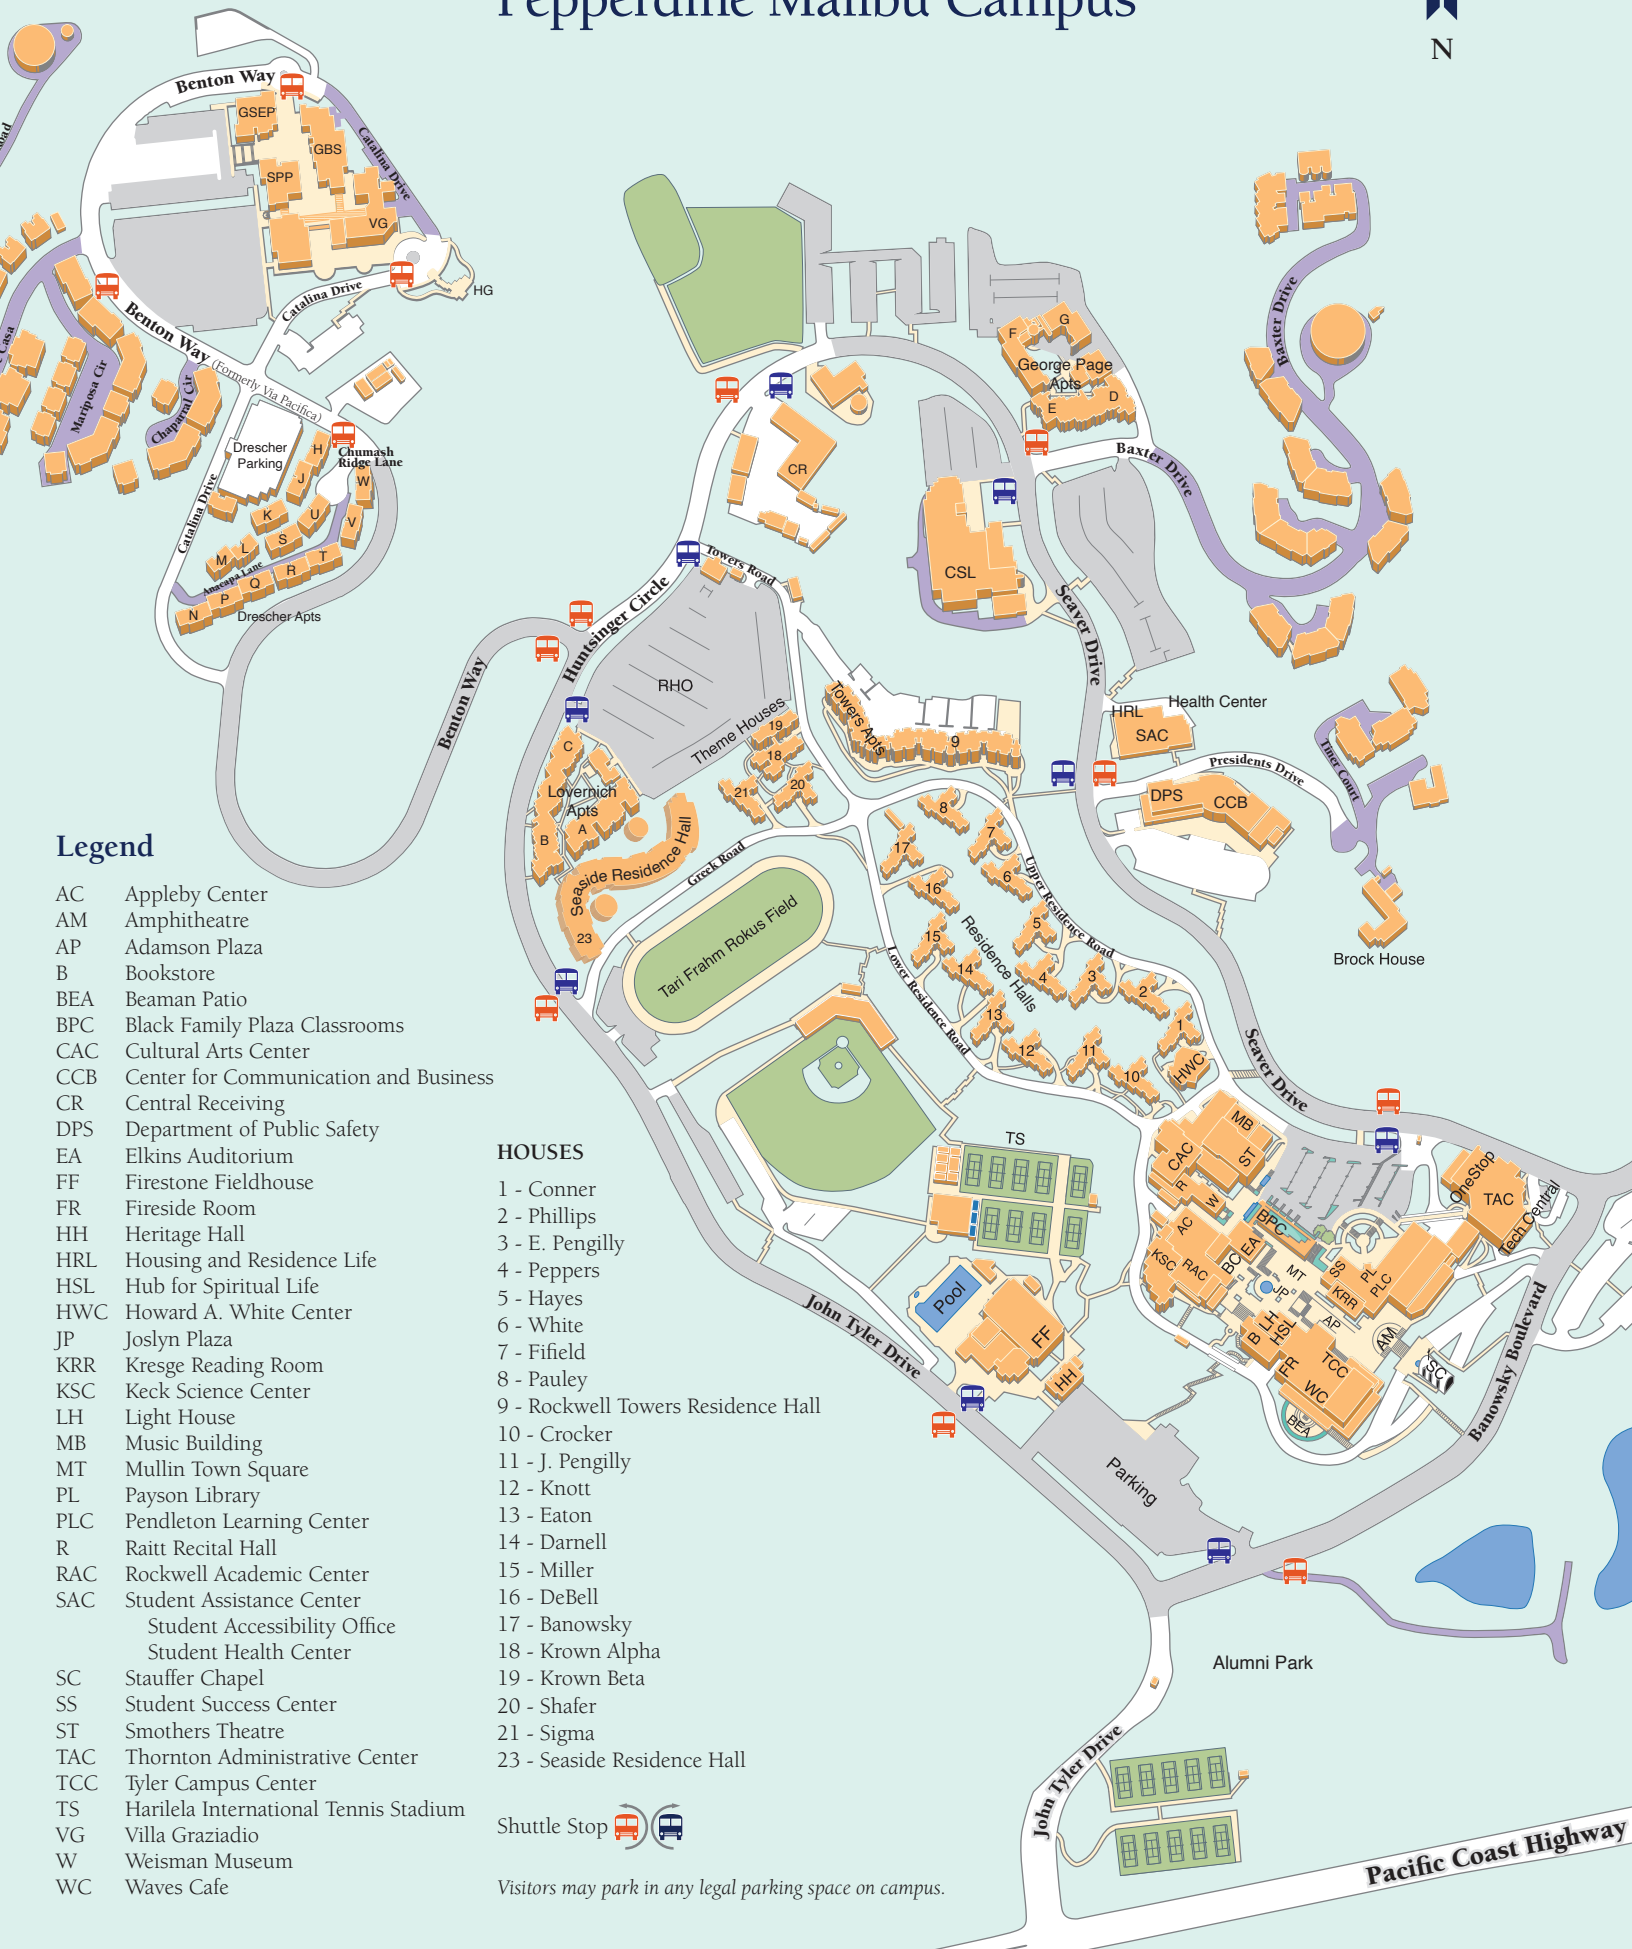 Pepperdine Malibu Campus
N
Benton Way
GSEP
GBS
SPP
VG
Catalina Drive
HG
Catalina Drive
Benton Way
(Formerly Via Pacifica)
Mariposa Cir
Chaparral Cir
Casa
Drescher
Parking
Chumash
Ridge Lane
Catalina Drive
H
J
W
K
U
V
L
S
M
T
R
Q
P
N
Anacapa Lane
Drescher Apts
Benton Way
Huntsinger Circle
Towers Road
CR
RHO
Theme Houses
19
18
20
21
C
Lovernich
Apts
B
A
Seaside Residence Hall
23
Greek Road
Tari Frahm Rokus Field
Towers Apts
9
F
G
George Page
Apts
E
D
Baxter Drive
Baxter Drive
CSL
Seaver Drive
HRL
Health Center
SAC
Presidents Drive
DPS
CCB
Tiner Court
Brock House
8
7
17
6
16
5
15
14
4
3
2
13
1
12
11
10
HWC
Residence Halls
Upper Residence Road
Lower Residence Road
Seaver Drive
TS
Pool
FF
HH
John Tyler Drive
Parking
MB
CAC
ST
R
W
AC
BPC
KSC
RAC
BC
EA
MT
JP
SS
PL
PLC
KRR
AP
AM
LH
HSL
B
FR
TCC
WC
BEA
SC
OneStop
TAC
Tech Central
Banowsky Boulevard
Alumni Park
John Tyler Drive
Pacific Coast Highway
Legend
AC Appleby Center
AM Amphitheatre
AP Adamson Plaza
B Bookstore
BEA Beaman Patio
BPC Black Family Plaza Classrooms
CAC Cultural Arts Center
CCB Center for Communication and Business
CR Central Receiving
DPS Department of Public Safety
EA Elkins Auditorium
FF Firestone Fieldhouse
FR Fireside Room
HH Heritage Hall
HRL Housing and Residence Life
HSL Hub for Spiritual Life
HWC Howard A. White Center
JP Joslyn Plaza
KRR Kresge Reading Room
KSC Keck Science Center
LH Light House
MB Music Building
MT Mullin Town Square
PL Payson Library
PLC Pendleton Learning Center
R Raitt Recital Hall
RAC Rockwell Academic Center
SAC Student Assistance Center
Student Accessibility Office
Student Health Center
SC Stauffer Chapel
SS Student Success Center
ST Smothers Theatre
TAC Thornton Administrative Center
TCC Tyler Campus Center
TS Harilela International Tennis Stadium
VG Villa Graziadio
W Weisman Museum
WC Waves Cafe
HOUSES
1 - Conner
2 - Phillips
3 - E. Pengilly
4 - Peppers
5 - Hayes
6 - White
7 - Fifield
8 - Pauley
9 - Rockwell Towers Residence Hall
10 - Crocker
11 - J. Pengilly
12 - Knott
13 - Eaton
14 - Darnell
15 - Miller
16 - DeBell
17 - Banowsky
18 - Krown Alpha
19 - Krown Beta
20 - Shafer
21 - Sigma
23 - Seaside Residence Hall
Shuttle Stop
Visitors may park in any legal parking space on campus.